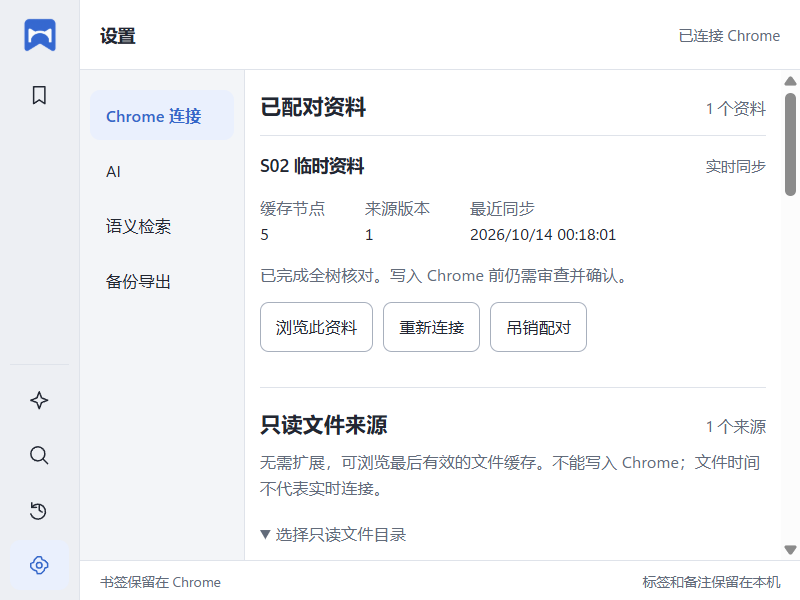 设置
已连接 Chrome
Chrome 连接
AI
语义检索
备份导出
已配对资料
1 个资料
S02 临时资料
实时同步
缓存节点 来源版本 最近同步
5 1 2026/10/14 00:18:01
已完成全树核对。写入 Chrome 前仍需审查并确认。
浏览此资料 重新连接 吊销配对
只读文件来源
1 个来源
无需扩展，可浏览最后有效的文件缓存。不能写入 Chrome；文件时间
不代表实时连接。
▼ 选择只读文件目录
书签保留在 Chrome
标签和备注保留在本机